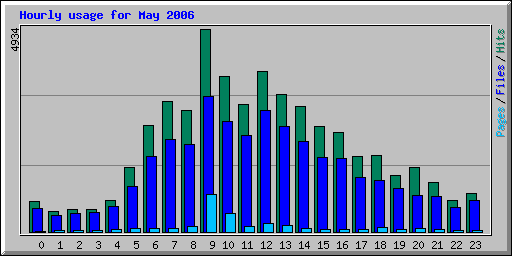 Hourly usage for May 2006
4934
Pages / Files / Hits
0 1 2 3 4 5 6 7 8 9 10 11 12 13 14 15 16 17 18 19 20 21 22 23